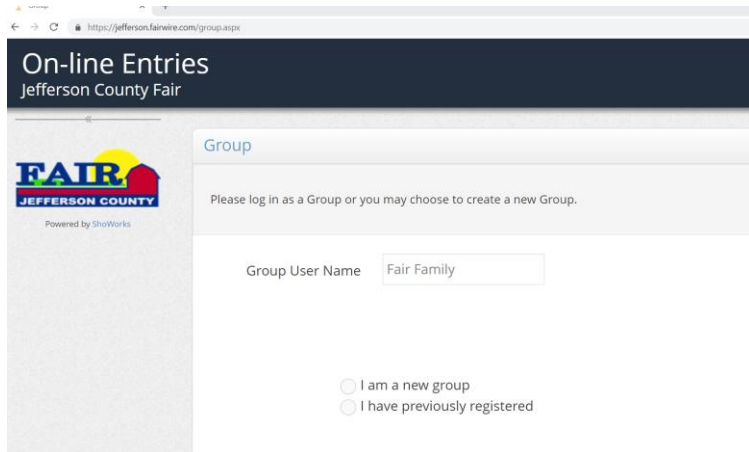 https://jefferson.fairwire.com/group.aspx
On-line Entries
Jefferson County Fair
FAIR
JEFFERSON COUNTY
Powered by ShoWorks
Group
Please log in as a Group or you may choose to create a new Group.
Group User Name Fair Family
I am a new group
I have previously registered